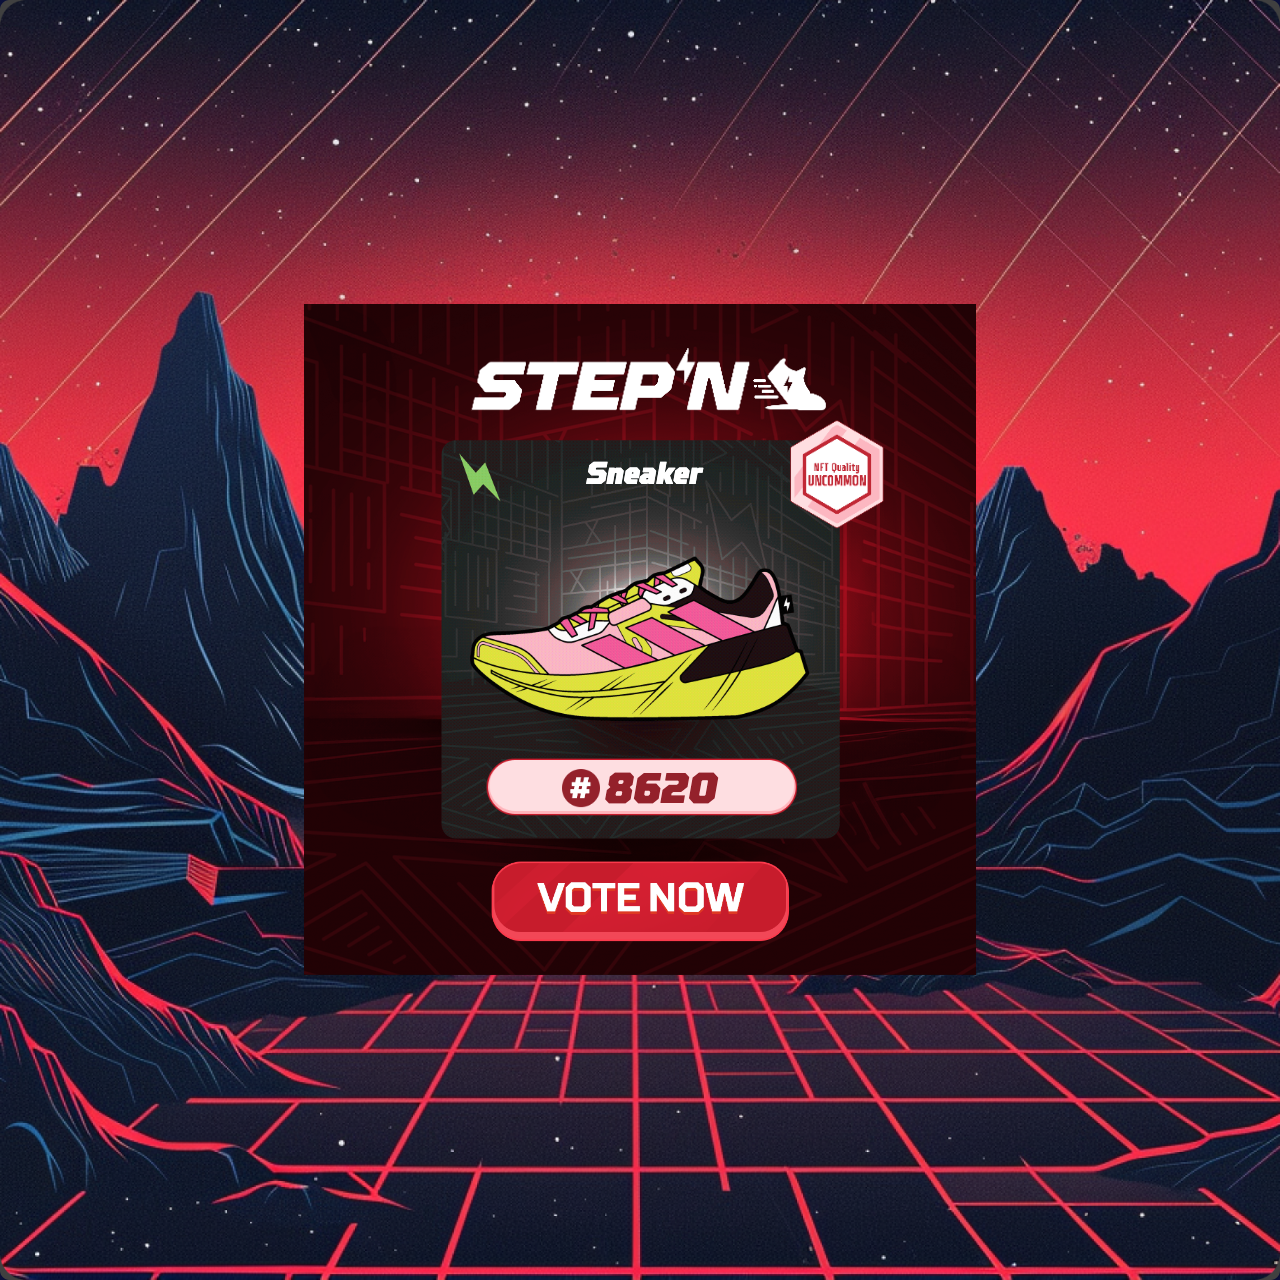 STEP'N
Sneaker
NFT Quality
UNCOMMON
# 8620
VOTE NOW